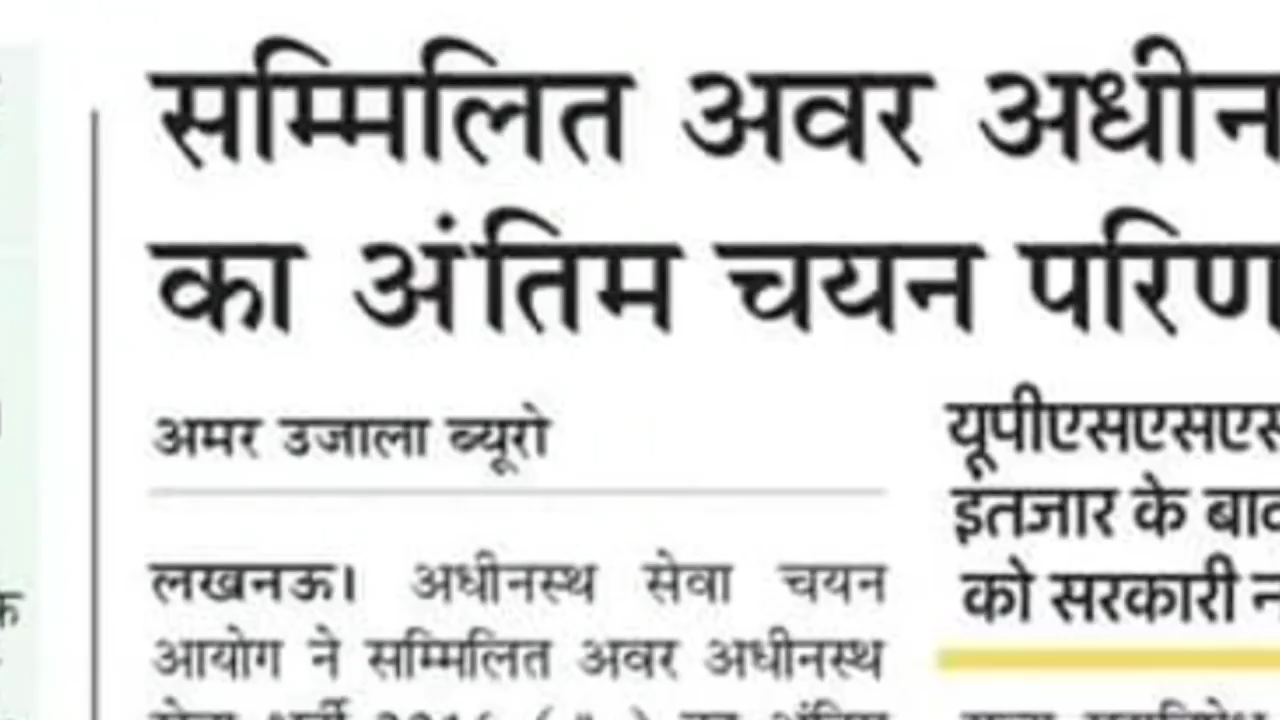 सम्मिलित अवर अधीन
का अंतिम चयन परिण
अमर उजाला ब्यूरो
लखनऊ। अधीनस्थ सेवा चयन
आयोग ने सम्मिलित अवर अधीनस्थ
यूपीएसएसएस
इंतजार के बाद
को सरकारी न